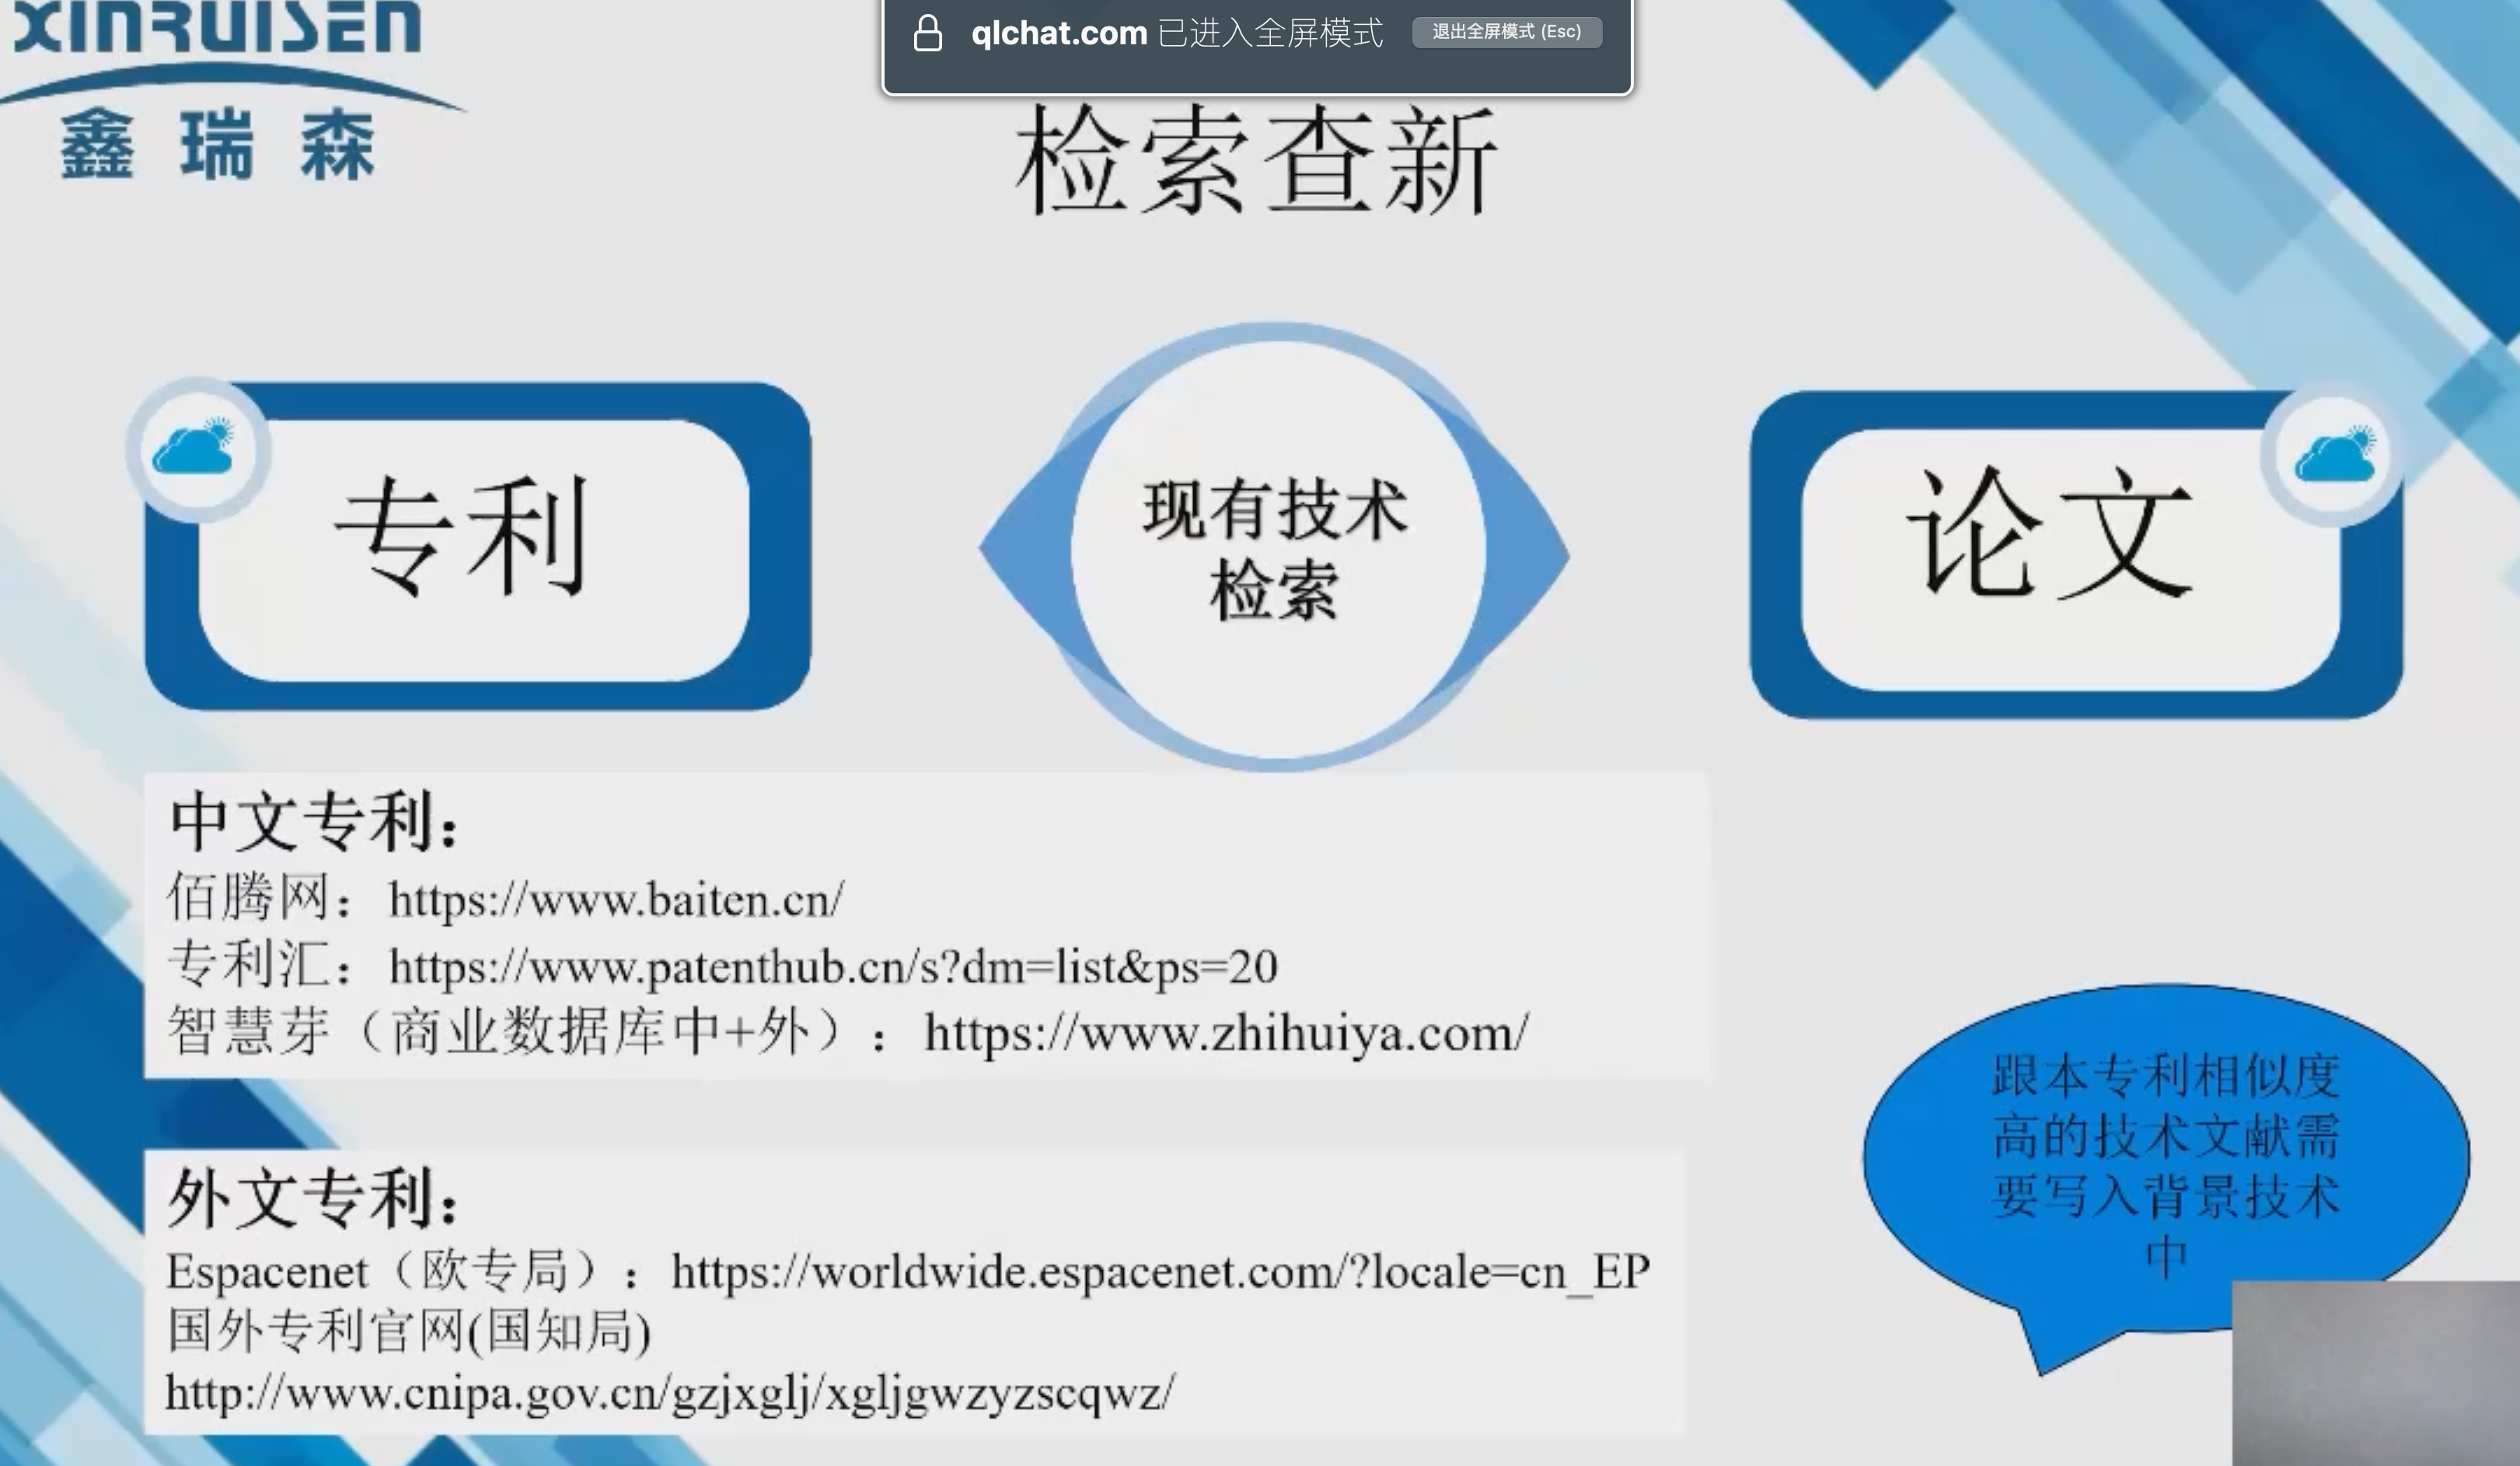 XINRUISEN
鑫瑞森
qlchat.com 已进入全屏模式
退出全屏模式 (Esc)
检索查新
专利
现有技术
检索
论文
中文专利：
佰腾网：https://www.baiten.cn/
专利汇：https://www.patenthub.cn/s?dm=list&ps=20
智慧芽（商业数据库中+外）：https://www.zhihuiya.com/
外文专利：
Espacenet（欧专局）：https://worldwide.espacenet.com/?locale=cn_EP
国外专利官网(国知局)
http://www.cnipa.gov.cn/gzjxglj/xgljgwzyzscqwz/
跟本专利相似度
高的技术文献需
要写入背景技术
中